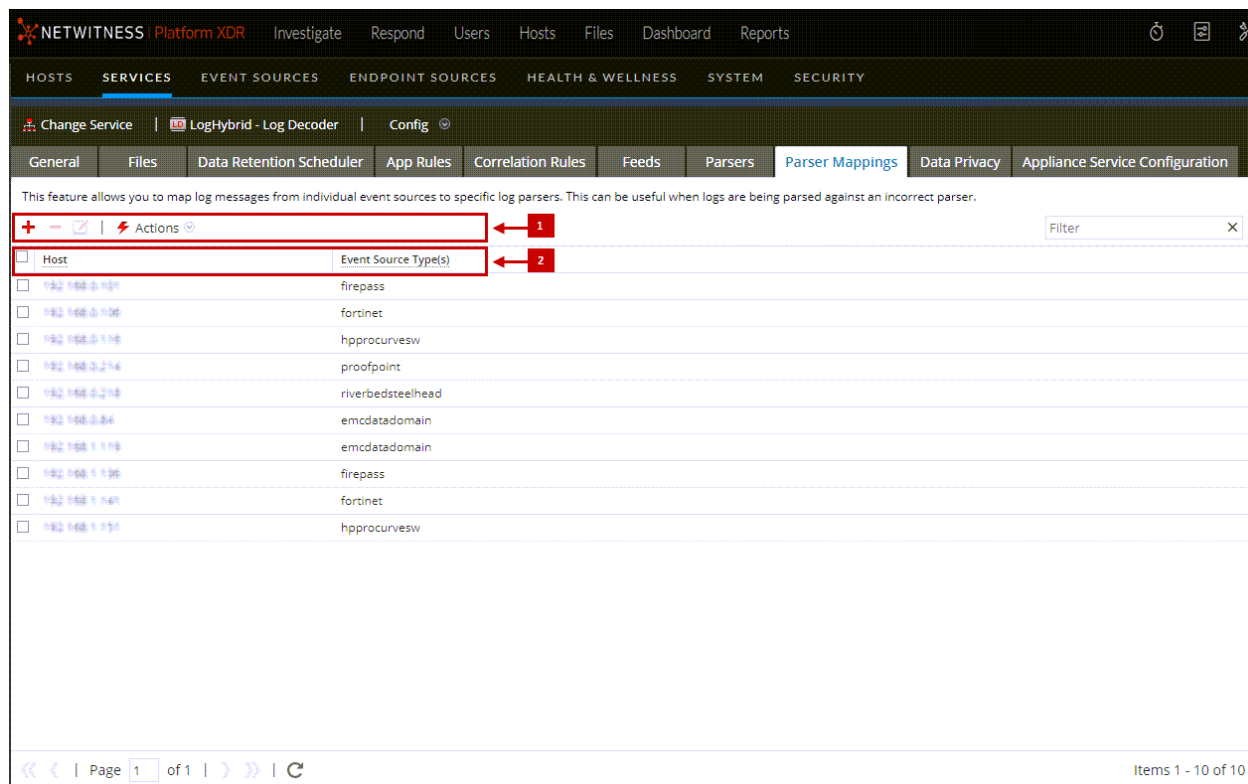 NETWITNESS Platform XDR Investigate Respond Users Hosts Files Dashboard Reports
HOSTS SERVICES EVENT SOURCES ENDPOINT SOURCES HEALTH & WELLNESS SYSTEM SECURITY
Change Service | LD LogHybrid - Log Decoder | Config
General Files Data Retention Scheduler App Rules Correlation Rules Feeds Parsers Parser Mappings Data Privacy Appliance Service Configuration
This feature allows you to map log messages from individual event sources to specific log parsers. This can be useful when logs are being parsed against an incorrect parser.
Actions 1 Filter
Host Event Source Type(s) 2
firepass
fortinet
hpprocurvesw
proofpoint
riverbedsteelhead
emcdatadomain
emcdatadomain
firepass
fortinet
hpprocurvesw
Page 1 of 1 Items 1 - 10 of 10